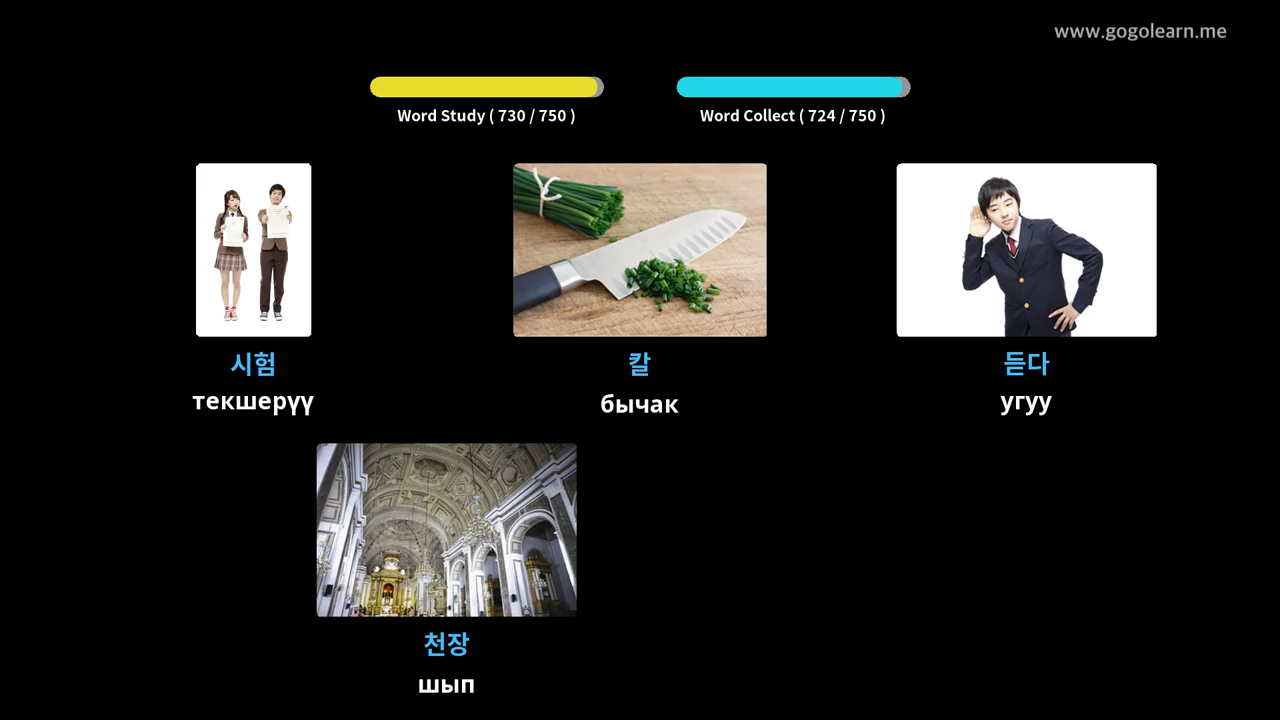 www.gogolearn.me
Word Study ( 730 / 750 )
Word Collect ( 724 / 750 )
시험
текшерүү
칼
бычак
듣다
угуу
천장
шып